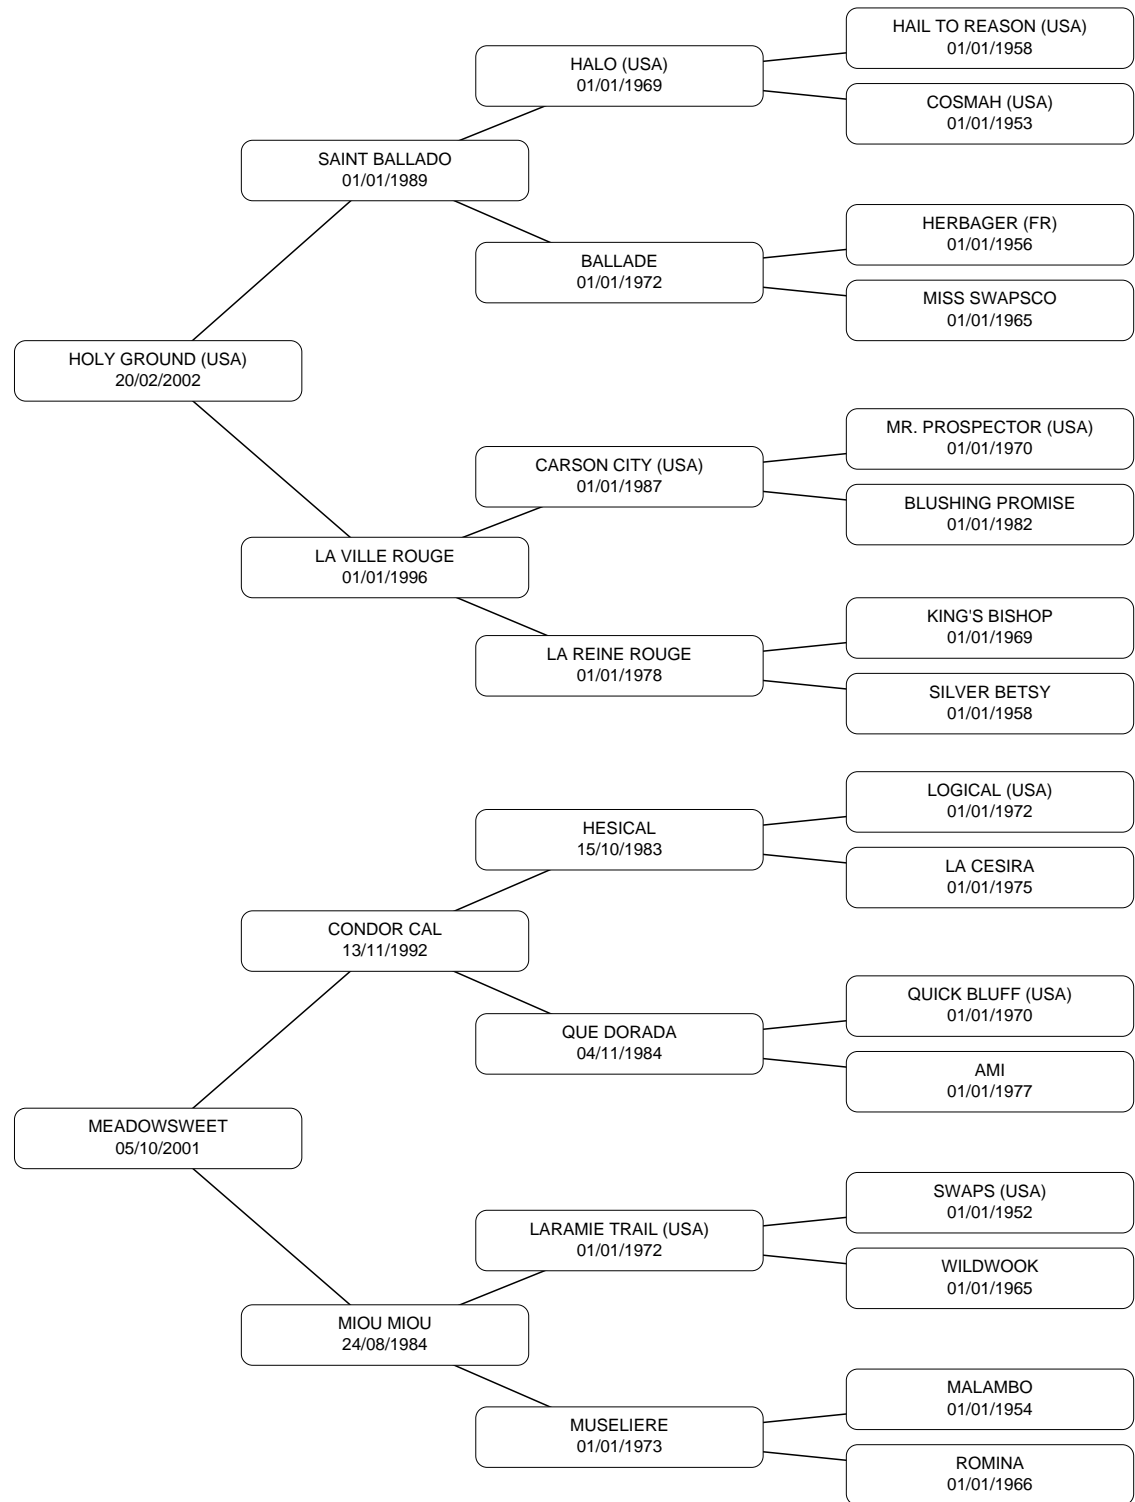 HAIL TO REASON (USA)
01/01/1958
HALO (USA)
01/01/1969
COSMAH (USA)
01/01/1953
SAINT BALLADO
01/01/1989
HERBAGER (FR)
01/01/1956
BALLADE
01/01/1972
MISS SWAPSCO
01/01/1965
HOLY GROUND (USA)
20/02/2002
MR. PROSPECTOR (USA)
01/01/1970
CARSON CITY (USA)
01/01/1987
BLUSHING PROMISE
01/01/1982
LA VILLE ROUGE
01/01/1996
KING'S BISHOP
01/01/1969
LA REINE ROUGE
01/01/1978
SILVER BETSY
01/01/1958
LOGICAL (USA)
01/01/1972
HESICAL
15/10/1983
LA CESIRA
01/01/1975
CONDOR CAL
13/11/1992
QUICK BLUFF (USA)
01/01/1970
QUE DORADA
04/11/1984
AMI
01/01/1977
MEADOWSWEET
05/10/2001
SWAPS (USA)
01/01/1952
LARAMIE TRAIL (USA)
01/01/1972
WILDWOOK
01/01/1965
MIOU MIOU
24/08/1984
MALAMBO
01/01/1954
MUSELIERE
01/01/1973
ROMINA
01/01/1966